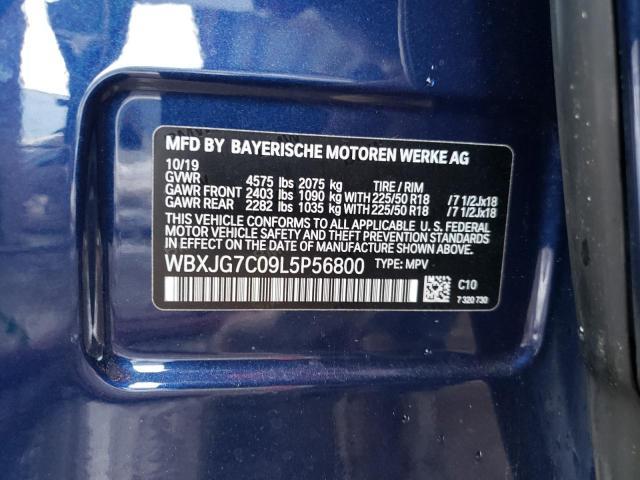 MFD BY BAYERISCHE MOTOREN WERKE AG
10/19
GVWR 4575 lbs 2075 kg TIRE / RIM
GAWR FRONT 2403 lbs 1090 kg WITH 225/50 R18 /7 1/2Jx18
GAWR REAR 2282 lbs 1035 kg WITH 225/50 R18 /7 1/2Jx18
THIS VEHICLE CONFORMS TO ALL APPLICABLE U. S. FEDERAL
MOTOR VEHICLE SAFETY AND THEFT PREVENTION STANDARDS
IN EFFECT ON THE DATE OF MANUFACTURE SHOWN ABOVE.
WBXJG7C09L5P56800 TYPE: MPV
C10
7 320 730